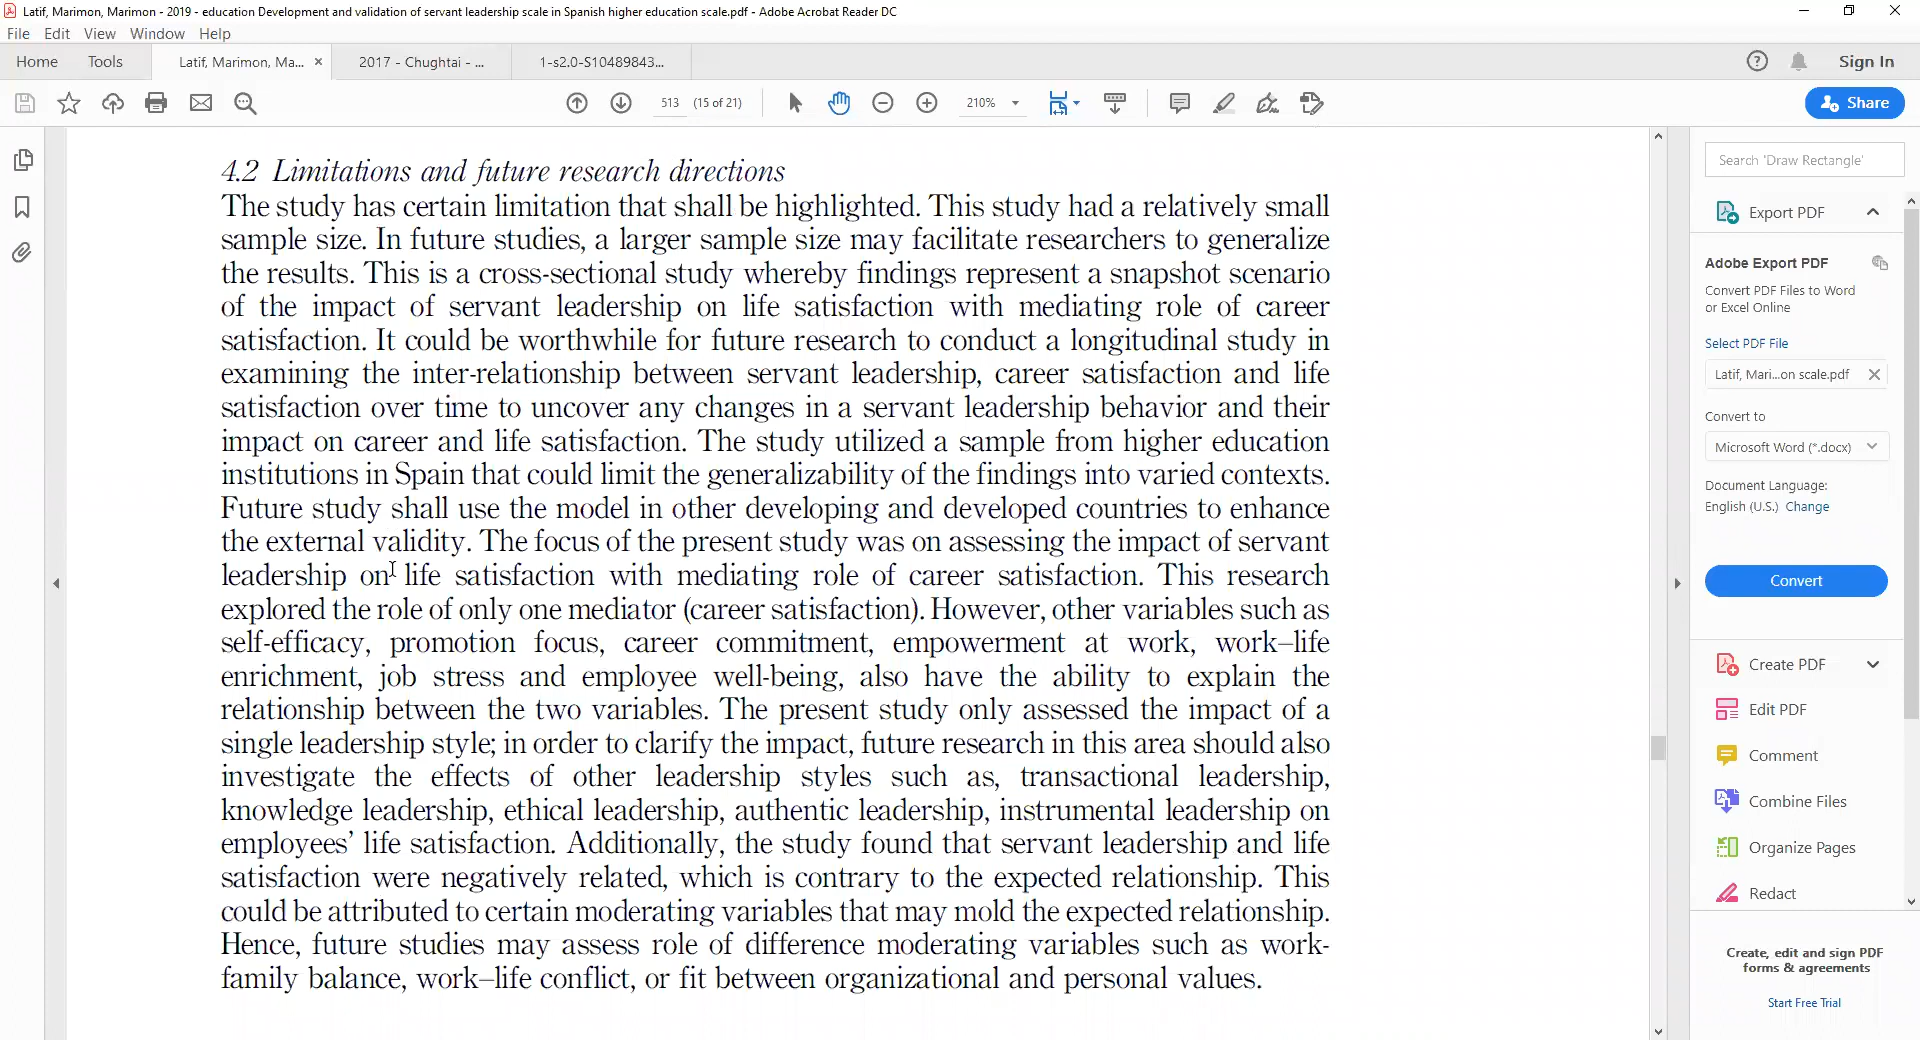 Latif, Marimon, Marimon - 2019 - education Development and validation of servant leadership scale in Spanish higher education scale.pdf - Adobe Acrobat Reader DC
File Edit View Window Help
Home Tools Latif, Marimon, Ma... × 2017 - Chughtai - ... 1-s2.0-S10489843... Sign In
513 (15 of 21) 210% Share
4.2 Limitations and future research directions
The study has certain limitation that shall be highlighted. This study had a relatively small
sample size. In future studies, a larger sample size may facilitate researchers to generalize
the results. This is a cross-sectional study whereby findings represent a snapshot scenario
of the impact of servant leadership on life satisfaction with mediating role of career
satisfaction. It could be worthwhile for future research to conduct a longitudinal study in
examining the inter-relationship between servant leadership, career satisfaction and life
satisfaction over time to uncover any changes in a servant leadership behavior and their
impact on career and life satisfaction. The study utilized a sample from higher education
institutions in Spain that could limit the generalizability of the findings into varied contexts.
Future study shall use the model in other developing and developed countries to enhance
the external validity. The focus of the present study was on assessing the impact of servant
leadership on life satisfaction with mediating role of career satisfaction. This research
explored the role of only one mediator (career satisfaction). However, other variables such as
self-efficacy, promotion focus, career commitment, empowerment at work, work–life
enrichment, job stress and employee well-being, also have the ability to explain the
relationship between the two variables. The present study only assessed the impact of a
single leadership style; in order to clarify the impact, future research in this area should also
investigate the effects of other leadership styles such as, transactional leadership,
knowledge leadership, ethical leadership, authentic leadership, instrumental leadership on
employees’ life satisfaction. Additionally, the study found that servant leadership and life
satisfaction were negatively related, which is contrary to the expected relationship. This
could be attributed to certain moderating variables that may mold the expected relationship.
Hence, future studies may assess role of difference moderating variables such as work-
family balance, work–life conflict, or fit between organizational and personal values.
Search 'Draw Rectangle'
Export PDF
Adobe Export PDF
Convert PDF Files to Word
or Excel Online
Select PDF File
Latif, Mari...on scale.pdf
Convert to
Microsoft Word (*.docx)
Document Language:
English (U.S.) Change
Convert
Create PDF
Edit PDF
Comment
Combine Files
Organize Pages
Redact
Create, edit and sign PDF
forms & agreements
Start Free Trial